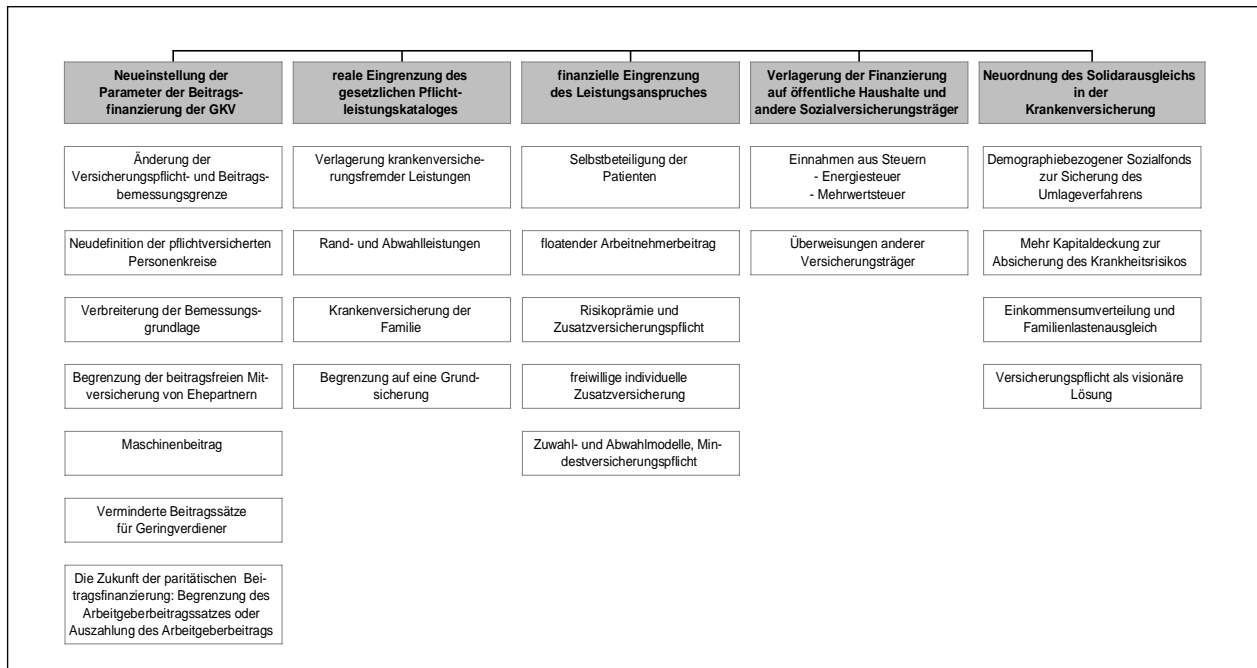 Neueinstellung der
Parameter der Beitrags-
finanzierung der GKV
Änderung der
Versicherungspflicht- und Beitrags-
bemessungsgrenze
Neudefinition der pflichtversicherten
Personenkreise
Verbreiterung der Bemessungs-
grundlage
Begrenzung der beitragsfreien Mit-
versicherung von Ehepartnern
Maschinenbeitrag
Verminderte Beitragssätze
für Geringverdiener
Die Zukunft der paritätischen Bei-
tragsfinanzierung: Begrenzung des
Arbeitgeberbeitragssatzes oder
Auszahlung des Arbeitgeberbeitrags
reale Eingrenzung des
gesetzlichen Pflicht-
leistungskataloges
Verlagerung krankenversiche-
rungsfremder Leistungen
Rand- und Abwahlleistungen
Krankenversicherung der
Familie
Begrenzung auf eine Grund-
sicherung
finanzielle Eingrenzung
des Leistungsanspruches
Selbstbeteiligung der
Patienten
floatender Arbeitnehmerbeitrag
Risikoprämie und
Zusatzversicherungspflicht
freiwillige individuelle
Zusatzversicherung
Zuwahl- und Abwahlmodelle, Min-
destversicherungspflicht
Verlagerung der Finanzierung
auf öffentliche Haushalte und
andere Sozialversicherungsträger
Einnahmen aus Steuern
- Energiesteuer
- Mehrwertsteuer
Überweisungen anderer
Versicherungsträger
Neuordnung des Solidarausgleichs
in der
Krankenversicherung
Demographiebezogener Sozialfonds
zur Sicherung des
Umlageverfahrens
Mehr Kapitaldeckung zur
Absicherung des Krankheitsrisikos
Einkommensumverteilung und
Familienlastenausgleich
Versicherungspflicht als visionäre
Lösung